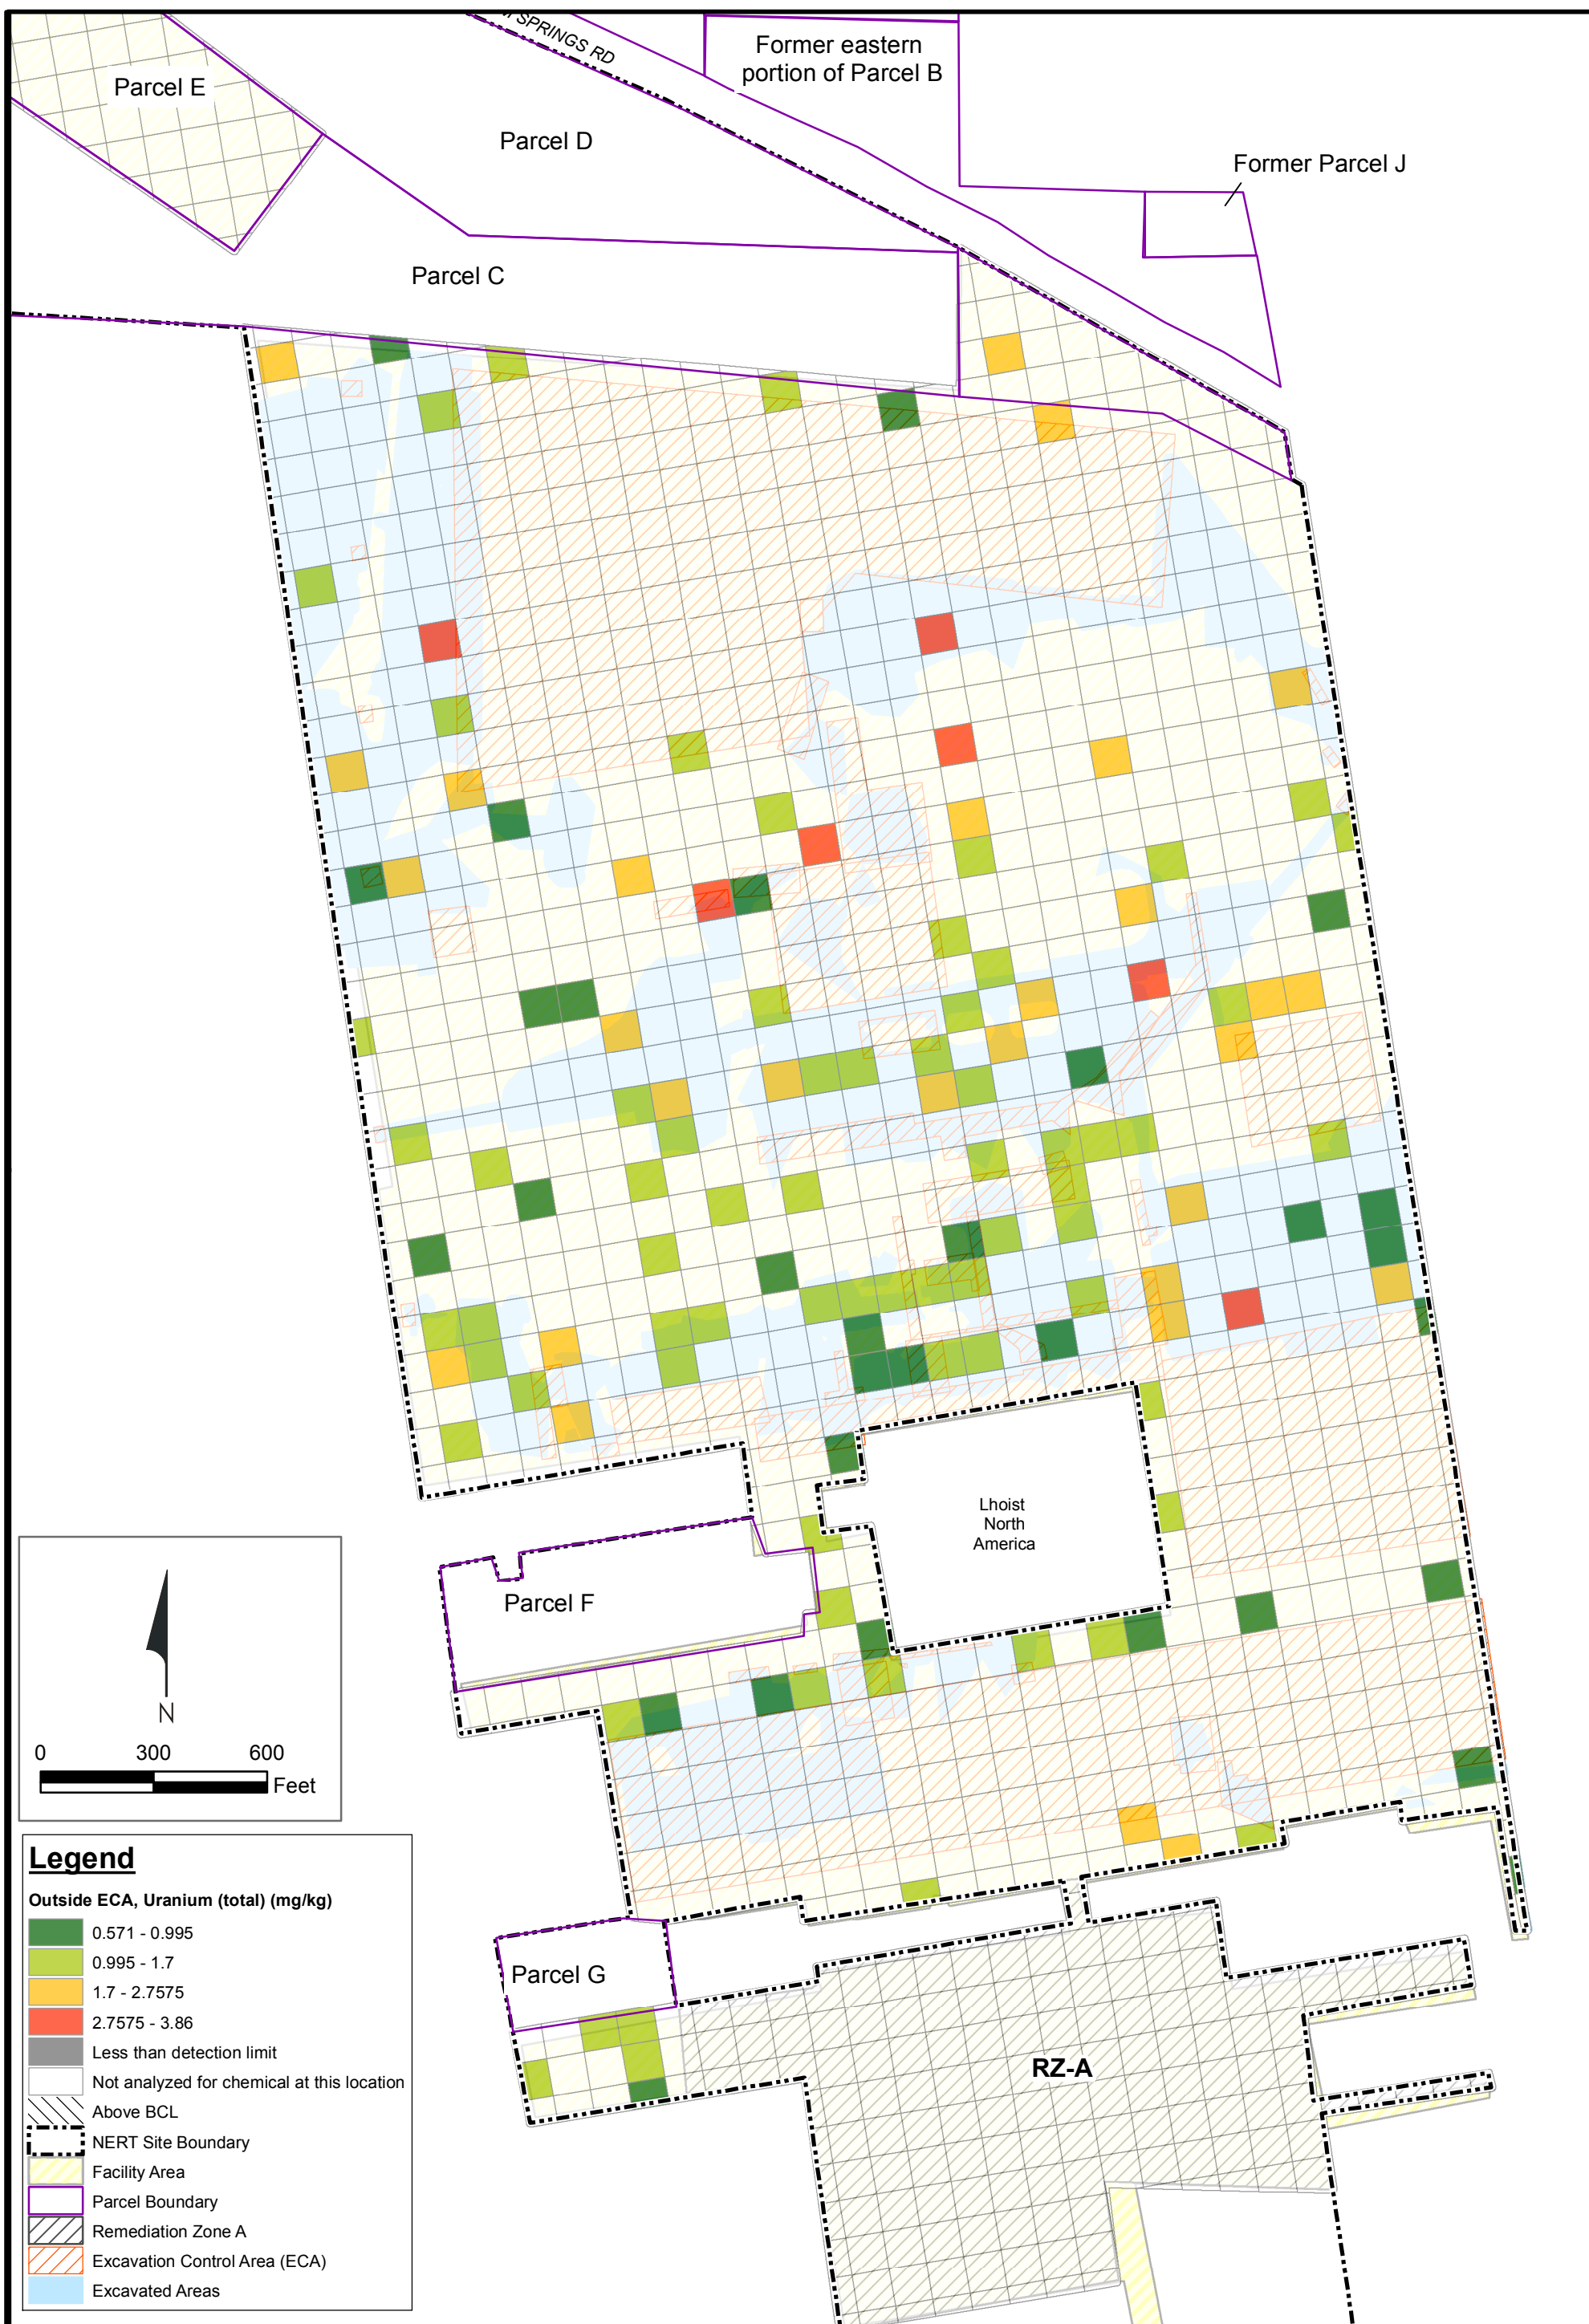 SPRINGS RD
Former eastern
portion of Parcel B
Parcel E
Parcel D
Former Parcel J
Parcel C
Lhoist
North
America
Parcel F
N
0 300 600
Feet
Parcel G
RZ-A
Legend
Outside ECA, Uranium (total) (mg/kg)
0.571 - 0.995
0.995 - 1.7
1.7 - 2.7575
2.7575 - 3.86
Less than detection limit
Not analyzed for chemical at this location
Above BCL
NERT Site Boundary
Facility Area
Parcel Boundary
Remediation Zone A
Excavation Control Area (ECA)
Excavated Areas